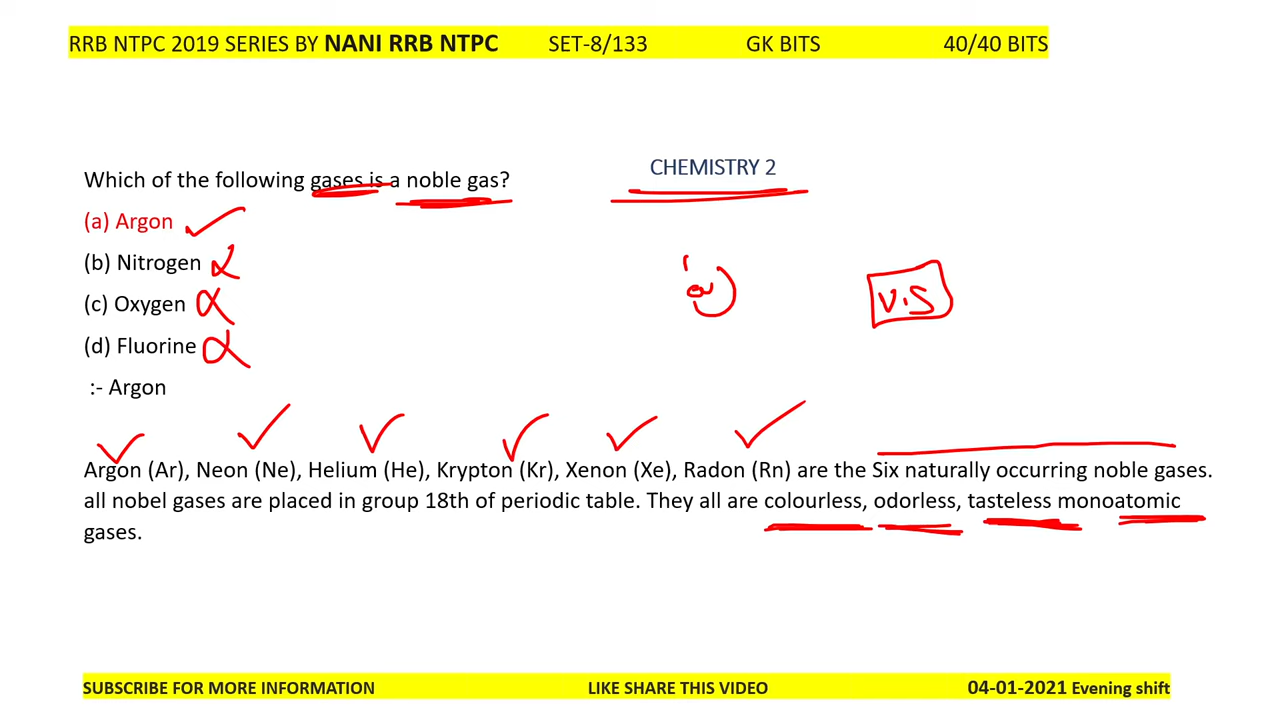 RRB NTPC 2019 SERIES BY NANI RRB NTPC SET-8/133 GK BITS 40/40 BITS
CHEMISTRY 2
Which of the following gases is a noble gas?
(a) Argon
(b) Nitrogen
(c) Oxygen
(d) Fluorine
V.S
:- Argon
Argon (Ar), Neon (Ne), Helium (He), Krypton (Kr), Xenon (Xe), Radon (Rn) are the Six naturally occurring noble gases.
all nobel gases are placed in group 18th of periodic table. They all are colourless, odorless, tasteless monoatomic
gases.
SUBSCRIBE FOR MORE INFORMATION LIKE SHARE THIS VIDEO 04-01-2021 Evening shift